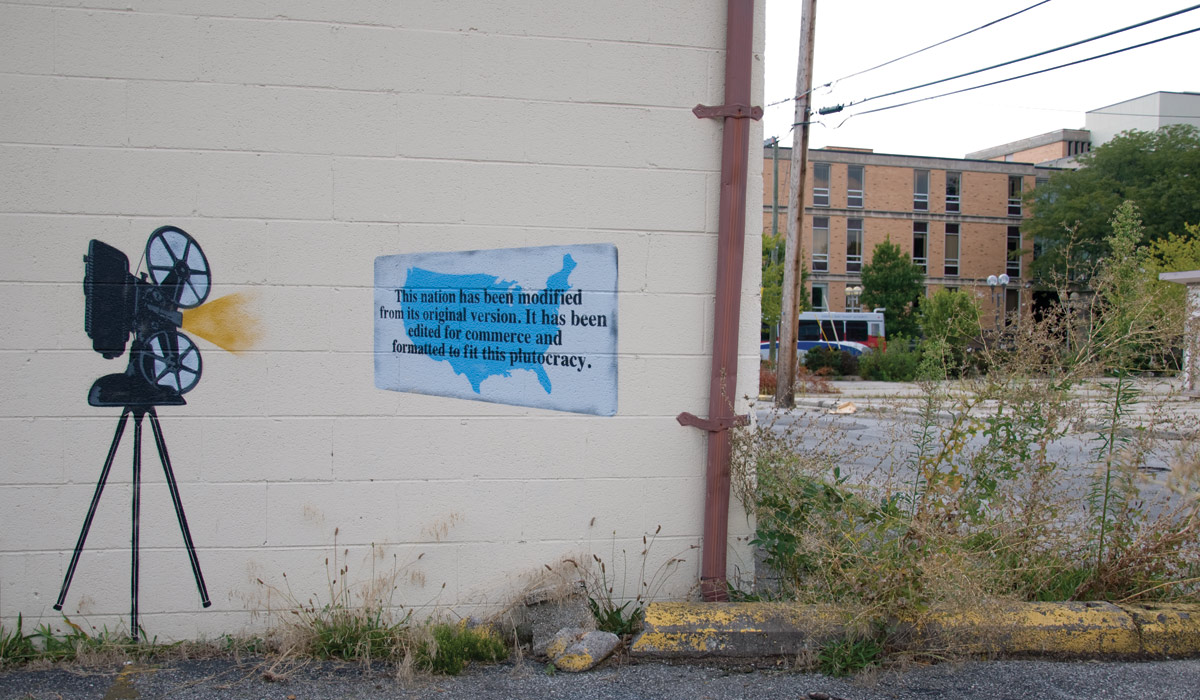 This nation has been modified
from its original version. It has been
edited for commerce and
formatted to fit this plutocracy.